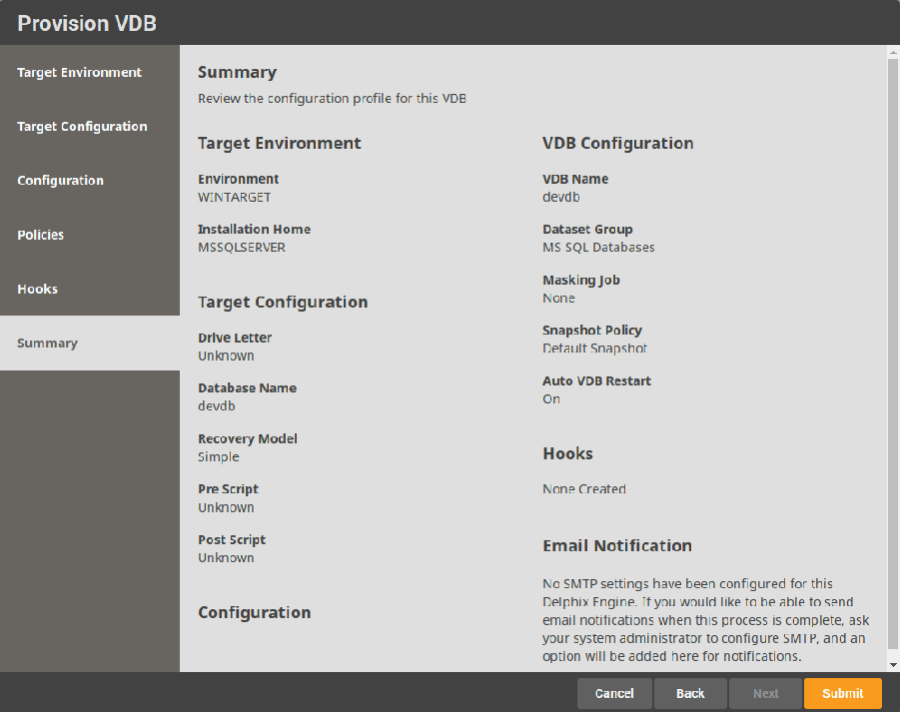 Provision VDB
Target Environment
Target Configuration
Configuration
Policies
Hooks
Summary
Summary
Review the configuration profile for this VDB
Target Environment
Environment
WINTARGET
Installation Home
MSSQLSERVER
Target Configuration
Drive Letter
Unknown
Database Name
devdb
Recovery Model
Simple
Pre Script
Unknown
Post Script
Unknown
Configuration
VDB Configuration
VDB Name
devdb
Dataset Group
MS SQL Databases
Masking Job
None
Snapshot Policy
Default Snapshot
Auto VDB Restart
On
Hooks
None Created
Email Notification
No SMTP settings have been configured for this
Delphix Engine. If you would like to be able to send
email notifications when this process is complete, ask
your system administrator to configure SMTP, and an
option will be added here for notifications.
Cancel
Back
Next
Submit